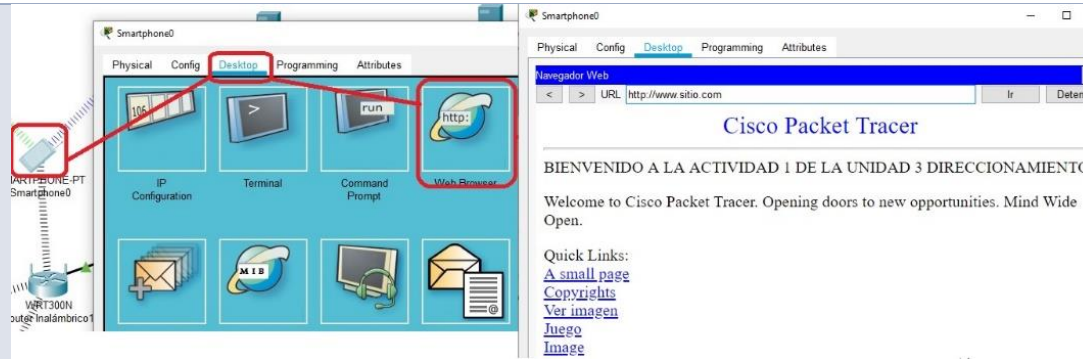 Smartphone0
Physical Config Desktop Programming Attributes
106
run
http:
IP
Configuration
Terminal
Command
Prompt
Web Browser
MIB
@
ARTPHONE-PT
Smartphone0
WRT300N
outer Inalámbrico1
Smartphone0
Physical Config Desktop Programming Attributes
Navegador Web
< > URL http://www.sitio.com Ir Deten
Cisco Packet Tracer
BIENVENIDO A LA ACTIVIDAD 1 DE LA UNIDAD 3 DIRECCIONAMIENTO
Welcome to Cisco Packet Tracer. Opening doors to new opportunities. Mind Wide
Open.
Quick Links:
A small page
Copyrights
Ver imagen
Juego
Image